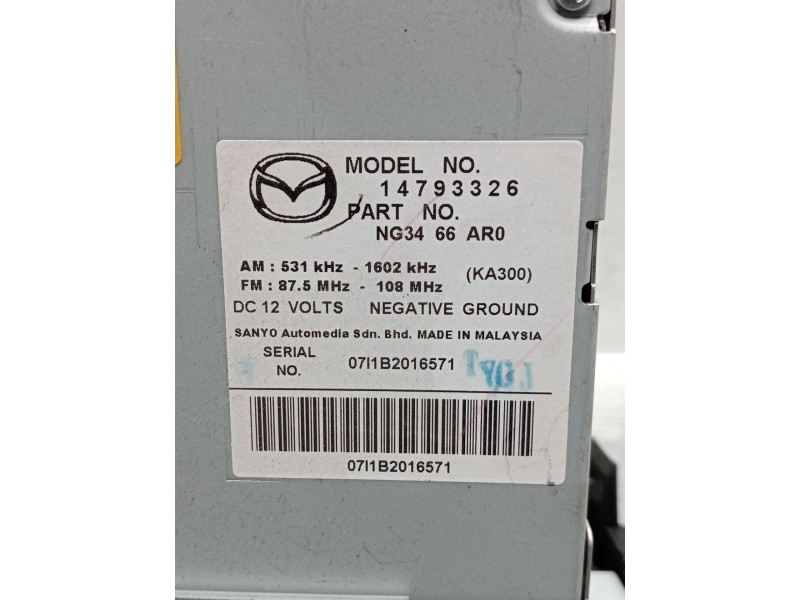 MODEL NO.
14793326
PART NO.
NG34 66 AR0
AM : 531 kHz - 1602 kHz (KA300)
FM : 87.5 MHz - 108 MHz
DC 12 VOLTS NEGATIVE GROUND
SANYO Automedia Sdn. Bhd. MADE IN MALAYSIA
SERIAL NO. 07I1B2016571
07I1B2016571